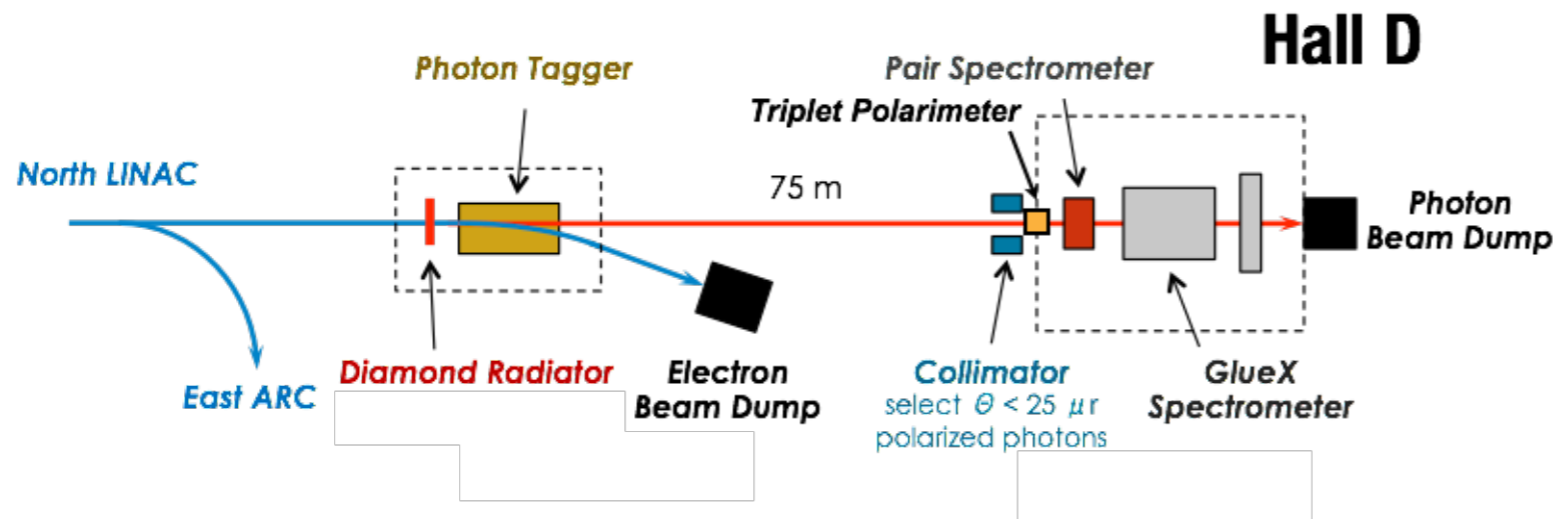 Hall D
Photon Tagger
Pair Spectrometer
Triplet Polarimeter
North LINAC
75 m
Photon
Beam Dump
East ARC
Diamond Radiator
Electron
Beam Dump
Collimator
select Θ < 25 μr
polarized photons
GlueX
Spectrometer